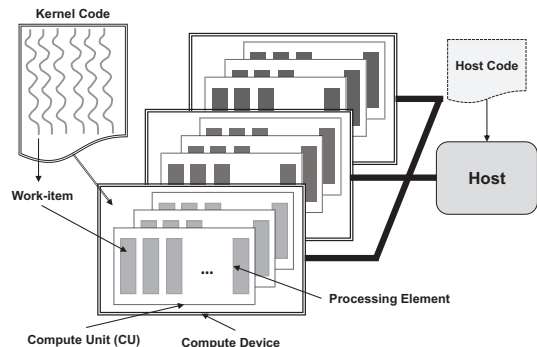 Kernel Code
Host Code
Host
Work-item
...
Processing Element
Compute Unit (CU)
Compute Device